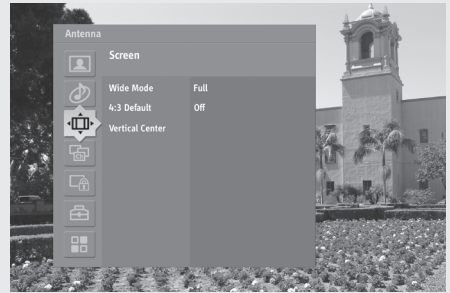 Antenna
Screen
Wide Mode Full
4:3 Default Off
Vertical Center